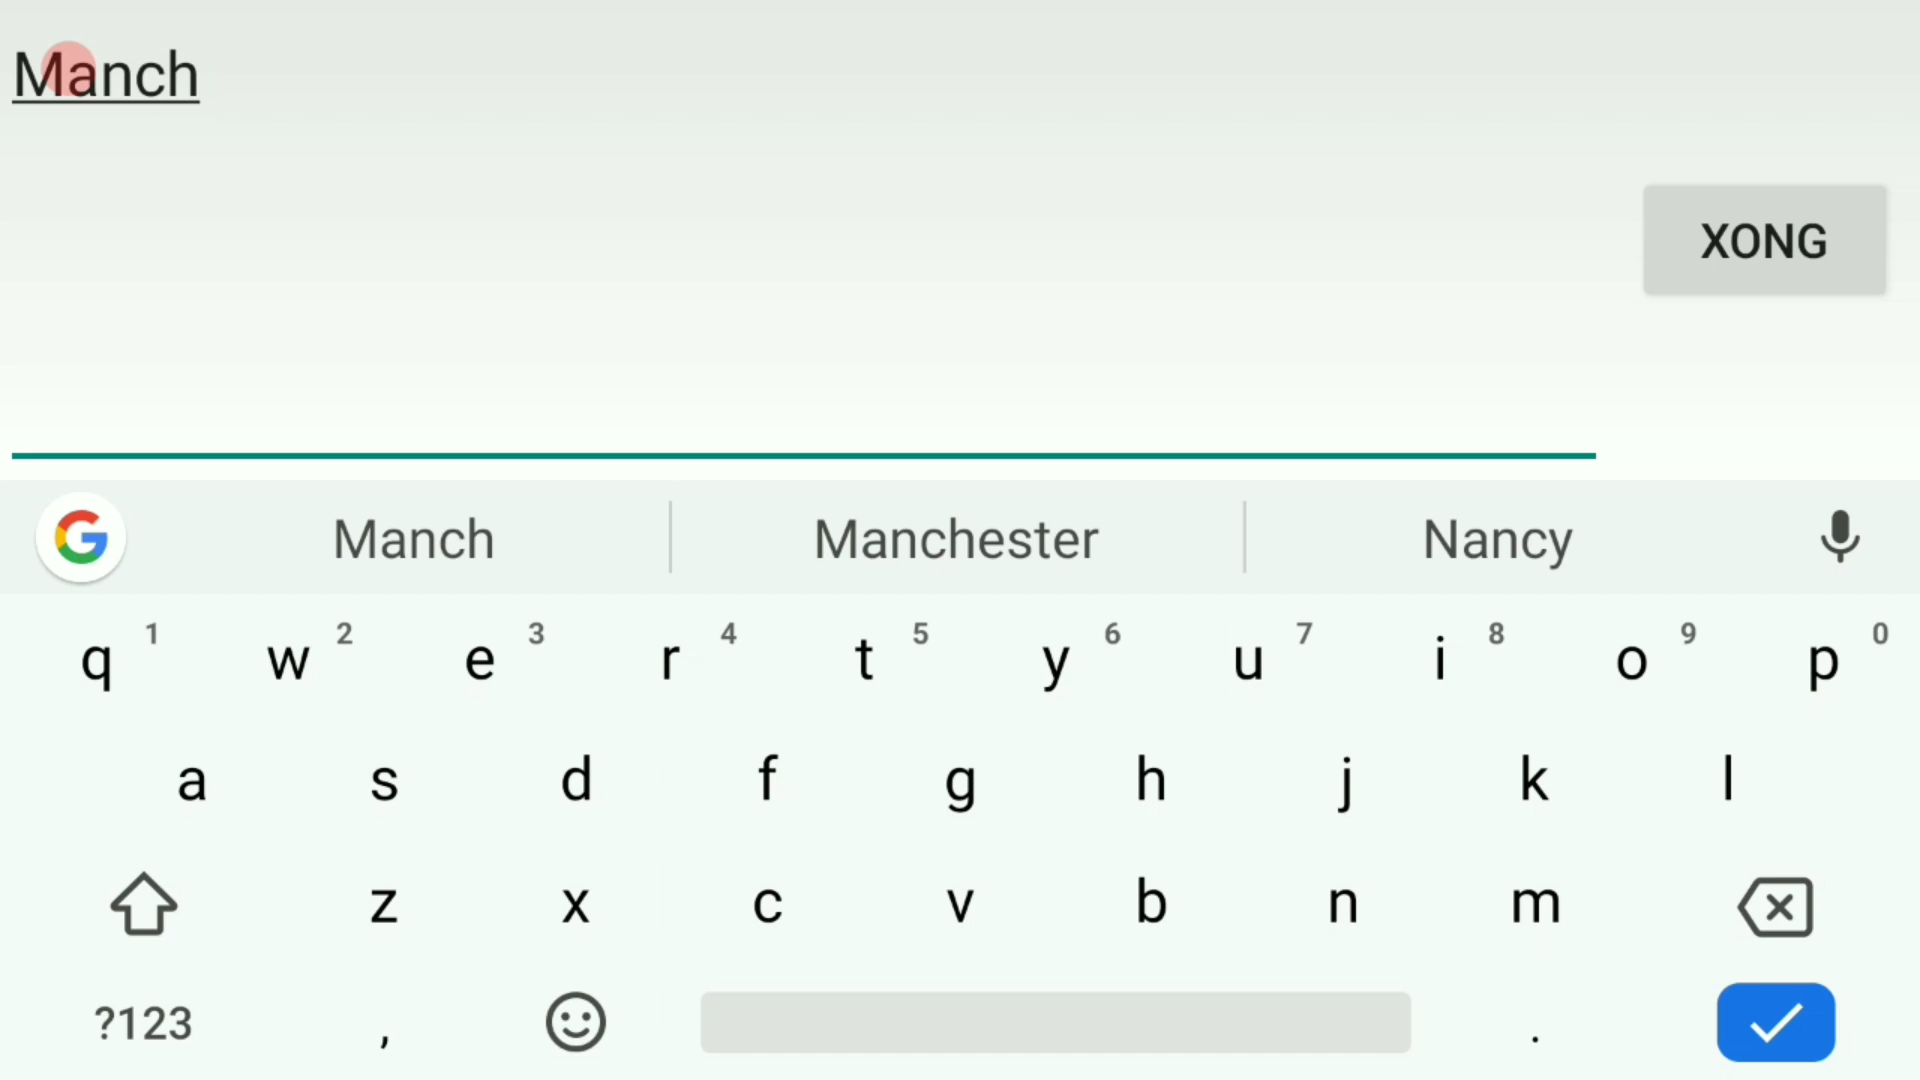 Manch
XONG
G Manch Manchester Nancy
q 1 w 2 e 3 r 4 t 5 y 6 u 7 i 8 o 9 p 0
a s d f g h j k l
z x c v b n m
?123 , .